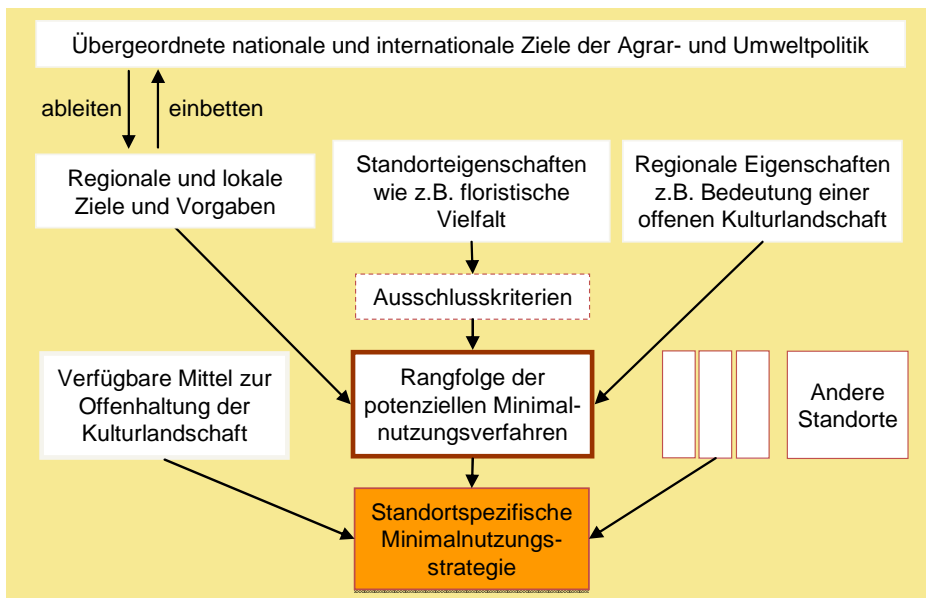 Übergeordnete nationale und internationale Ziele der Agrar- und Umweltpolitik
ableiten
einbetten
Regionale und lokale
Ziele und Vorgaben
Standorteigenschaften
wie z.B. floristische
Vielfalt
Regionale Eigenschaften
z.B. Bedeutung einer
offenen Kulturlandschaft
Ausschlusskriterien
Verfügbare Mittel zur
Offenhaltung der
Kulturlandschaft
Rangfolge der
potenziellen Minimal-
nutzungsverfahren
Andere
Standorte
Standortspezifische
Minimalnutzungs-
strategie